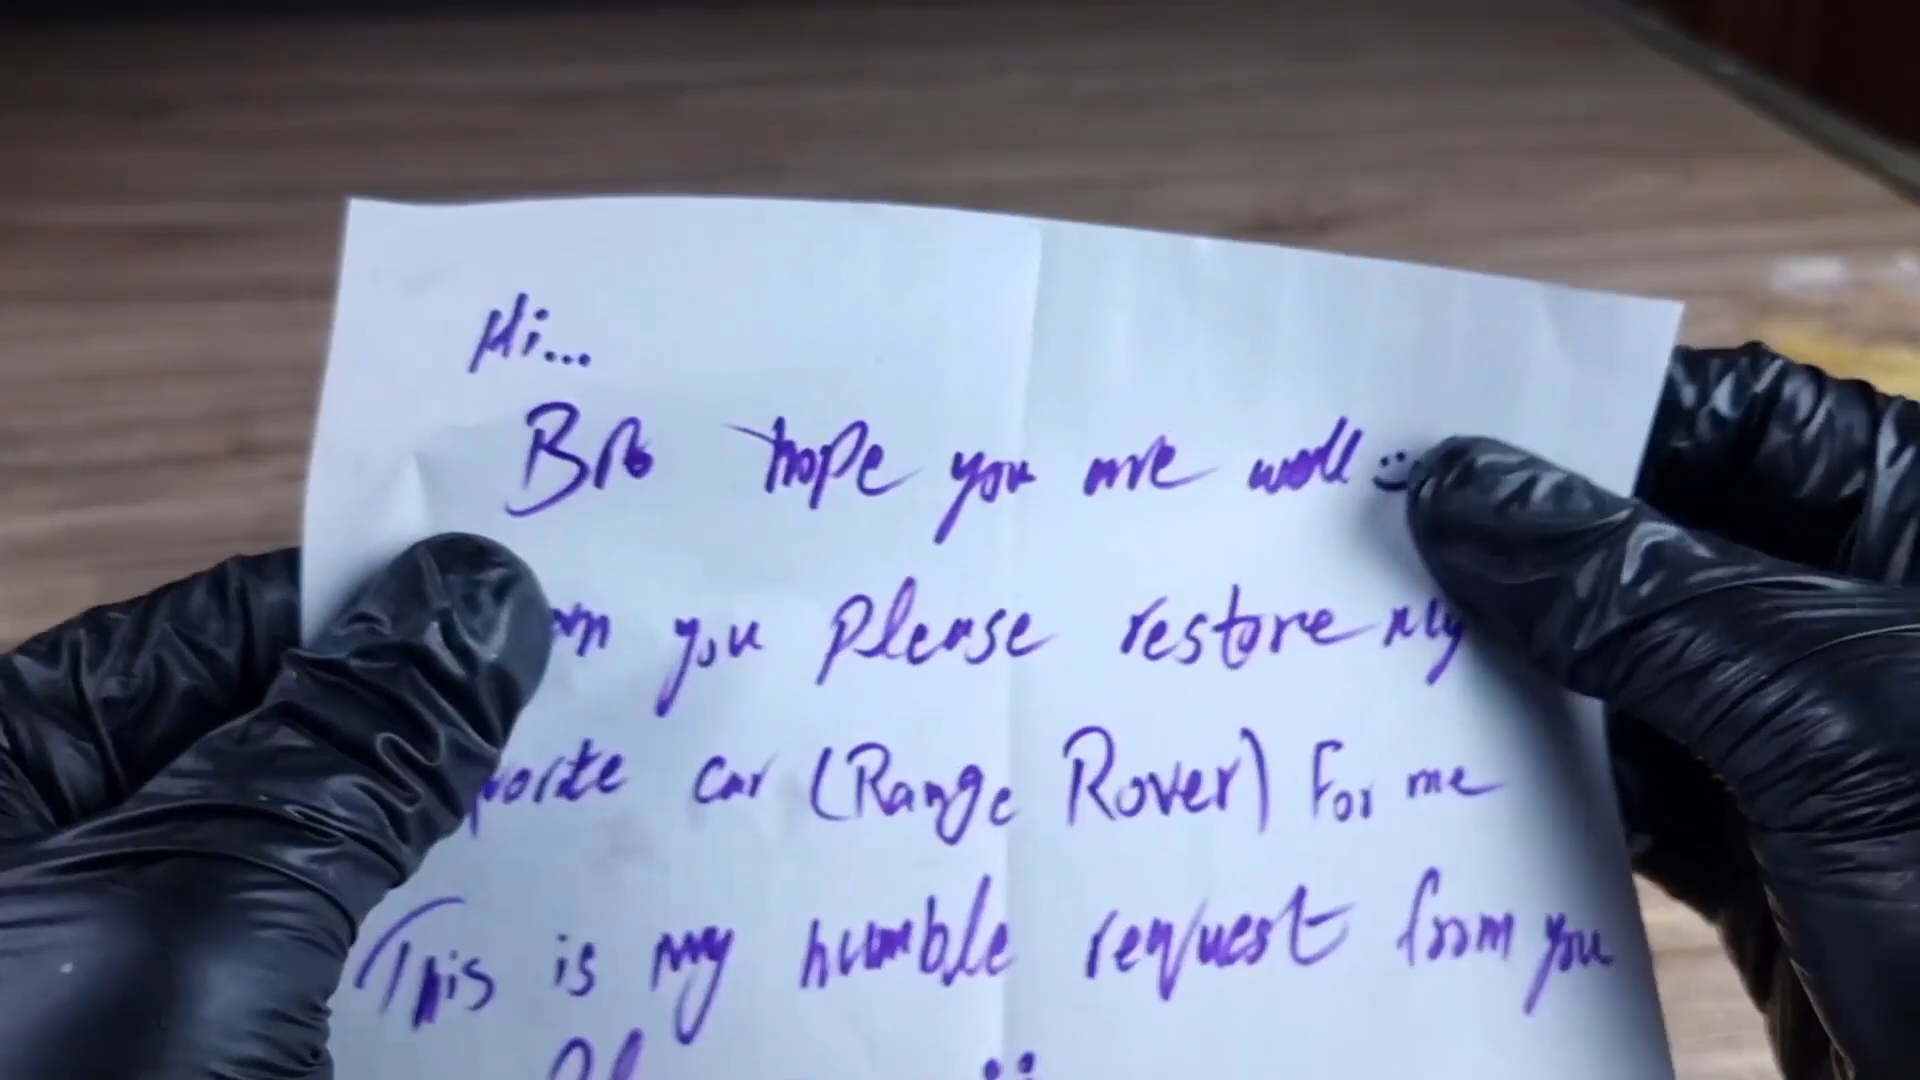 Hi...
Bro hope you are well
you please restore my
car (Range Rover) For me
This is my humble request from you